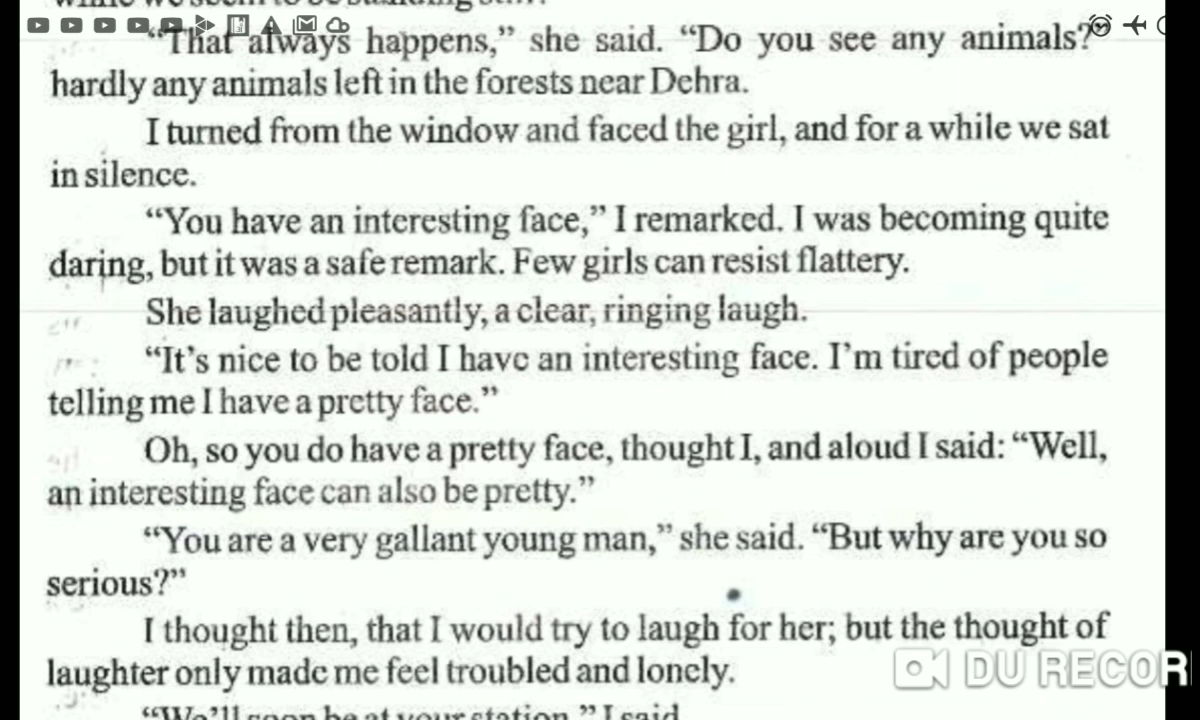 "That always happens," she said. "Do you see any animals?"
hardly any animals left in the forests near Dehra.
I turned from the window and faced the girl, and for a while we sat
in silence.
"You have an interesting face," I remarked. I was becoming quite
daring, but it was a safe remark. Few girls can resist flattery.
She laughed pleasantly, a clear, ringing laugh.
"It's nice to be told I have an interesting face. I'm tired of people
telling me I have a pretty face."
Oh, so you do have a pretty face, thought I, and aloud I said: "Well,
an interesting face can also be pretty."
"You are a very gallant young man," she said. "But why are you so
serious?"
I thought then, that I would try to laugh for her; but the thought of
laughter only made me feel troubled and lonely.
DU RECOR
"We'll soon be at your station," I said